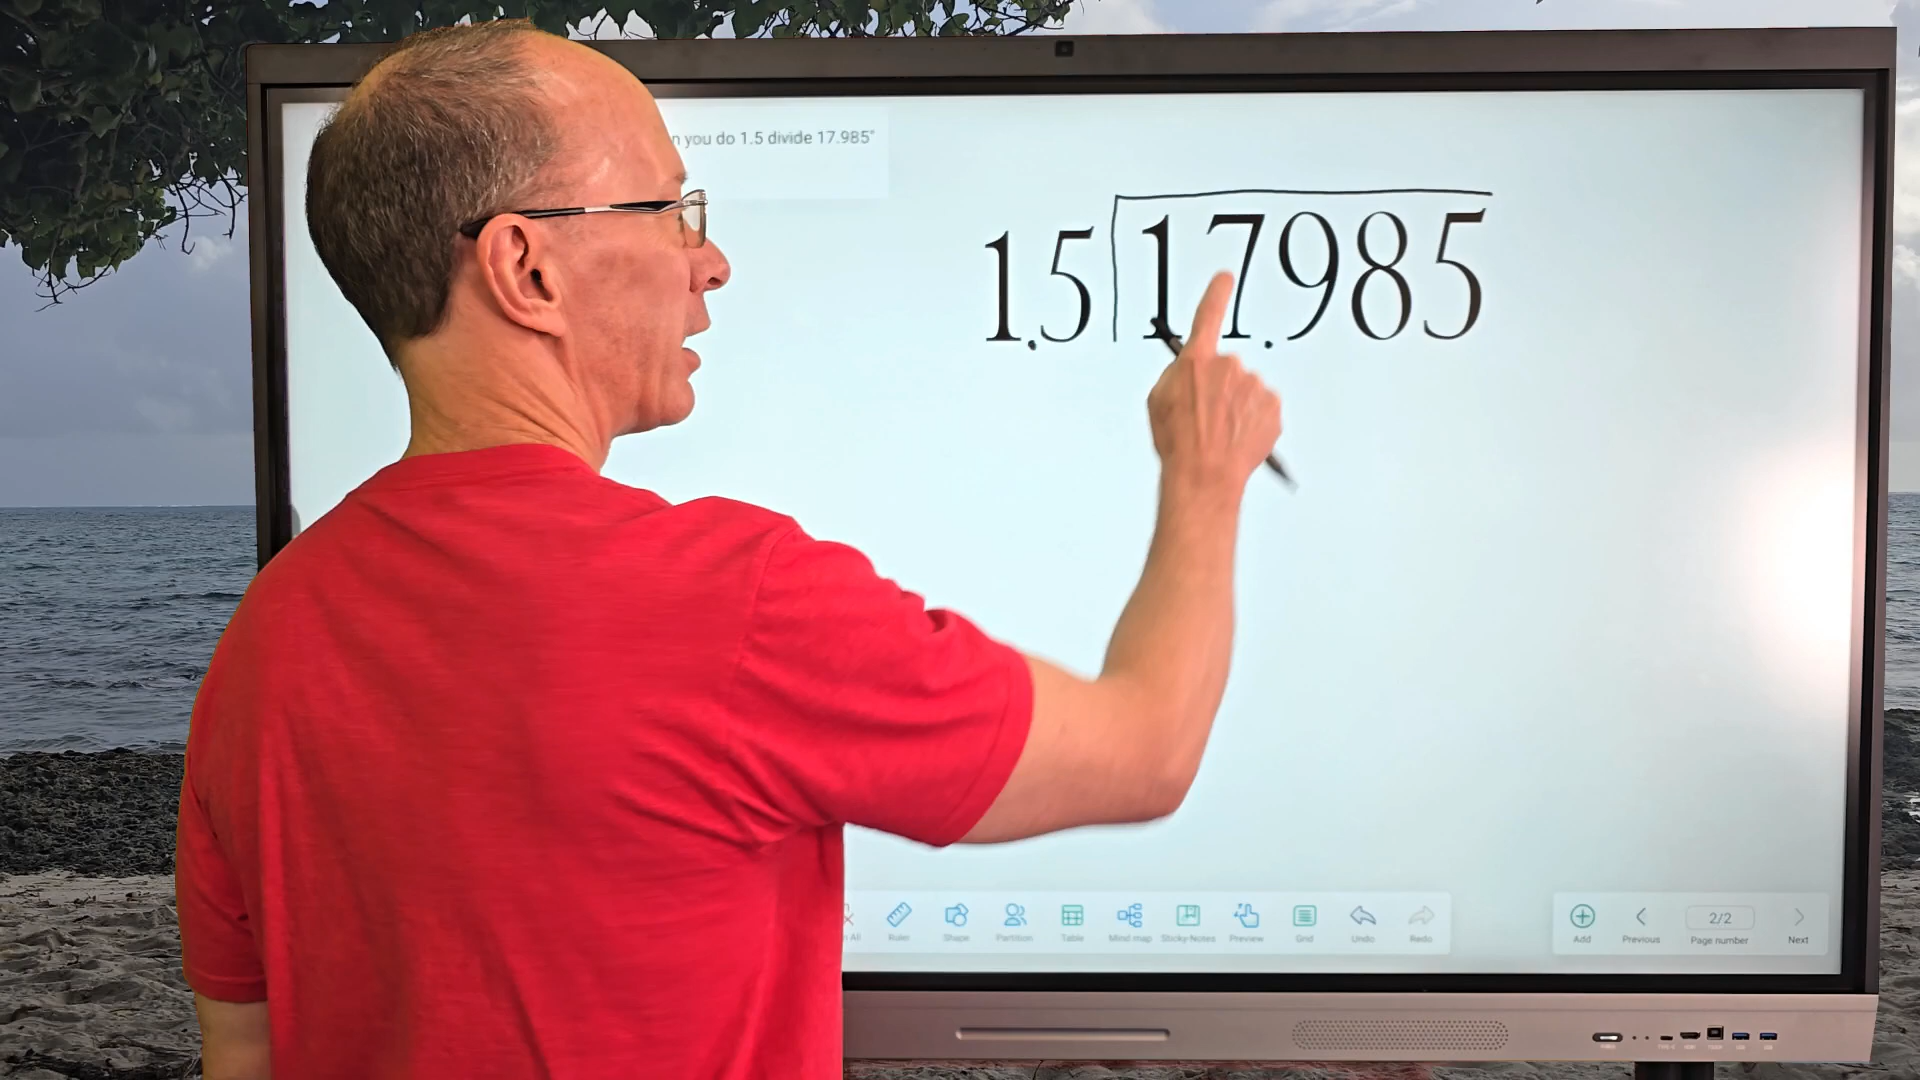 you do 1.5 divide 17.985"
1.5 17.985
All Ruler Shape Partition Table Mind map Sticky-Notes Preview Grid Undo Redo
Add Previous 2/2 Page number Next